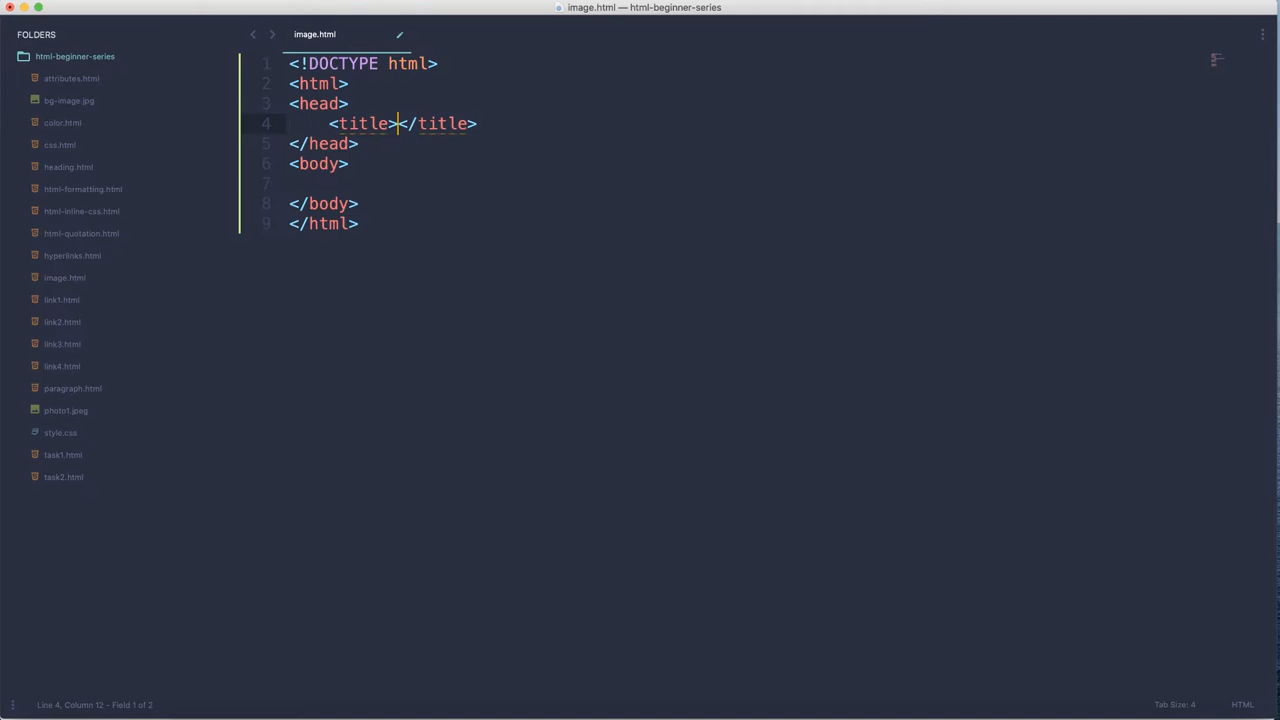 image.html — html-beginner-series
FOLDERS
html-beginner-series
attributes.html
bg-image.jpg
color.html
css.html
heading.html
html-formatting.html
html-inline-css.html
html-quotation.html
hyperlinks.html
image.html
link1.html
link2.html
link3.html
link4.html
paragraph.html
photo1.jpeg
style.css
task1.html
task2.html
image.html
1 <!DOCTYPE html>
2 <html>
3 <head>
4 <title></title>
5 </head>
6 <body>
7
8 </body>
9 </html>
Line 4, Column 12 - Field 1 of 2
Tab Size: 4
HTML